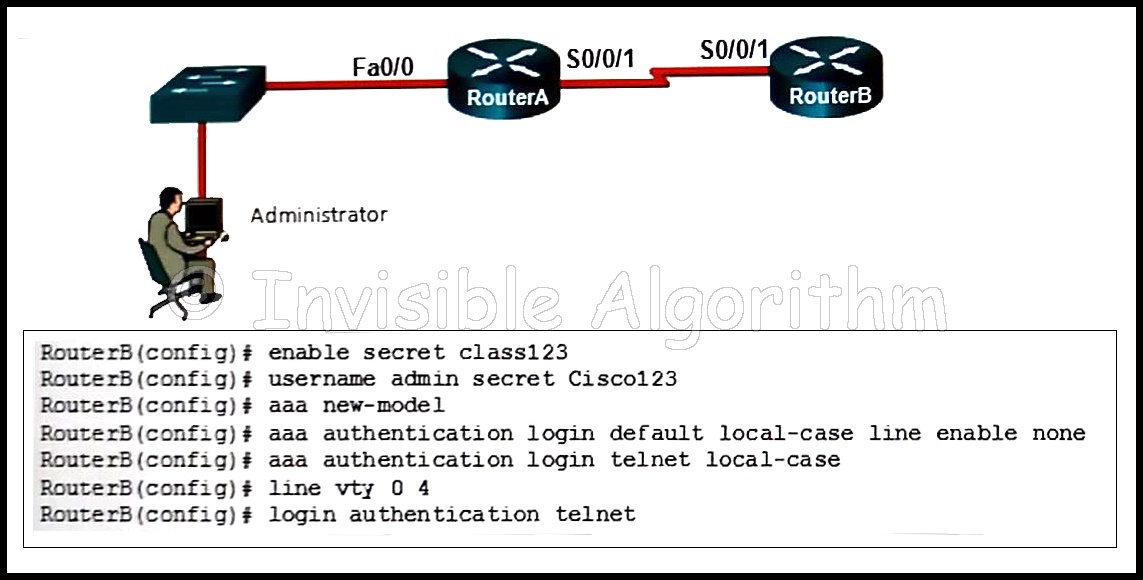 Fa0/0
RouterA
S0/0/1
S0/0/1
RouterB
Administrator
© Invisible Algorithm
RouterB(config)# enable secret class123
RouterB(config)# username admin secret Cisco123
RouterB(config)# aaa new-model
RouterB(config)# aaa authentication login default local-case line enable none
RouterB(config)# aaa authentication login telnet local-case
RouterB(config)# line vty 0 4
RouterB(config)# login authentication telnet